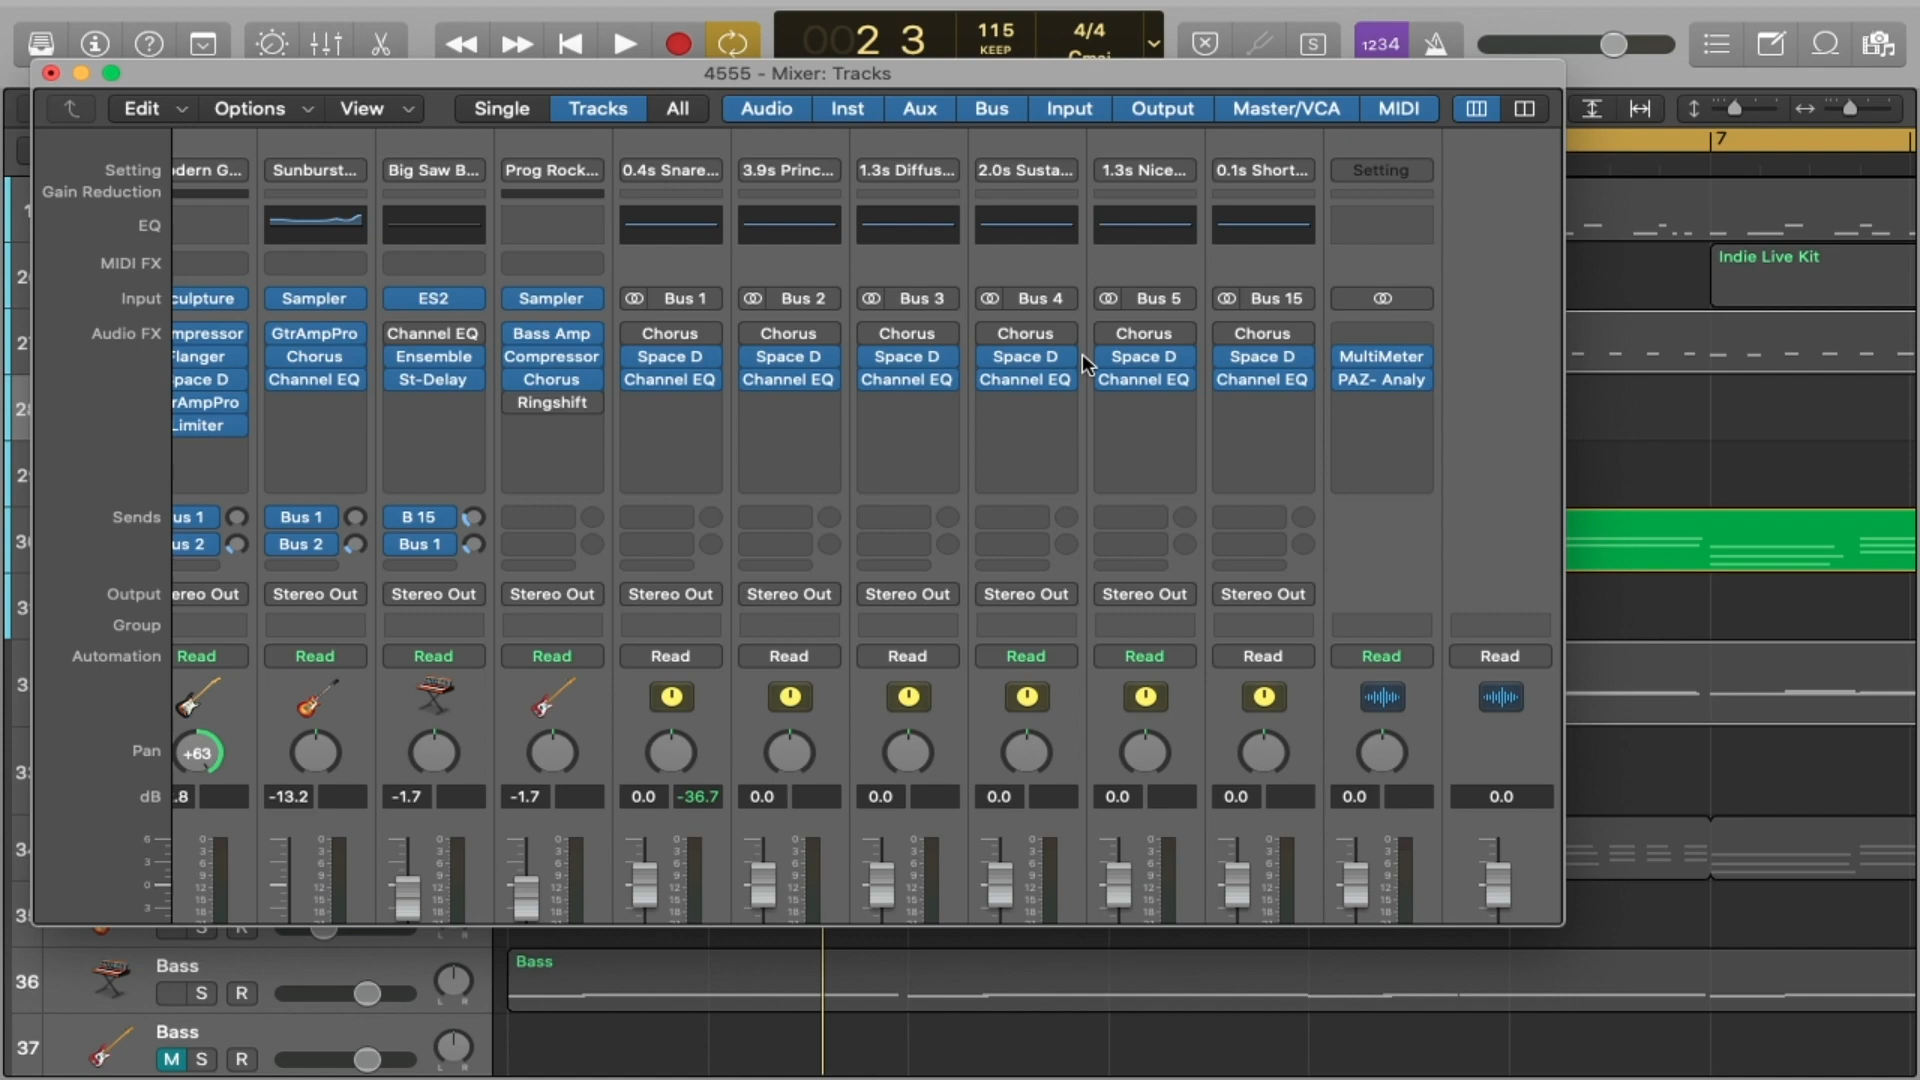 002 3
115
KEEP
4/4
Cmaj
S
1234
4555 - Mixer: Tracks
Edit Options View Single Tracks All Audio Inst Aux Bus Input Output Master/VCA MIDI
7
Setting odern G... Sunburst... Big Saw B... Prog Rock... 0.4s Snare... 3.9s Princ... 1.3s Diffus... 2.0s Susta... 1.3s Nice... 0.1s Short... Setting
Gain Reduction
EQ
MIDI FX
Indie Live Kit
Input culpture Sampler ES2 Sampler Bus 1 Bus 2 Bus 3 Bus 4 Bus 5 Bus 15
Audio FX mpressor GtrAmpPro Channel EQ Bass Amp Chorus Chorus Chorus Chorus Chorus Chorus
Flanger Chorus Ensemble Compressor Space D Space D Space D Space D Space D Space D MultiMeter
pace D Channel EQ St-Delay Chorus Channel EQ Channel EQ Channel EQ Channel EQ Channel EQ Channel EQ PAZ- Analy
rAmpPro Ringshift
Limiter
Sends us 1 Bus 1 B 15
us 2 Bus 2 Bus 1
Output ereo Out Stereo Out Stereo Out Stereo Out Stereo Out Stereo Out Stereo Out Stereo Out Stereo Out Stereo Out
Group
Automation Read Read Read Read Read Read Read Read Read Read Read Read
Pan +63
dB .8 -13.2 -1.7 -1.7 0.0 -36.7 0.0 0.0 0.0 0.0 0.0 0.0 0.0
36 Bass
S R
Bass
37 Bass
M S R